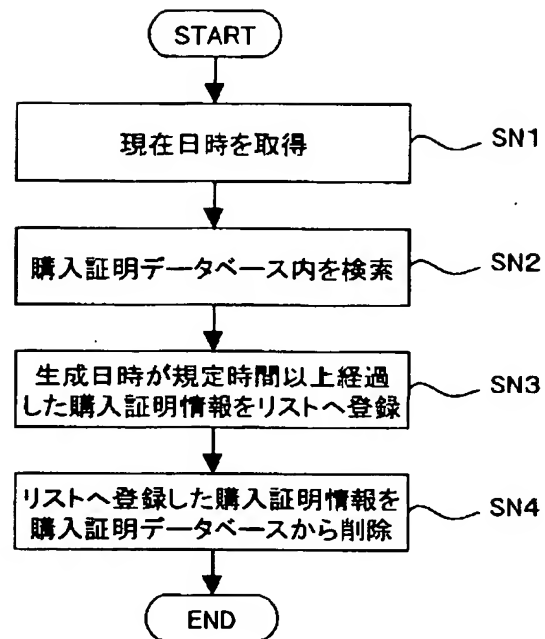 START
現在日時を取得
SN1
購入証明データベース内を検索
SN2
生成日時が規定時間以上経過
した購入証明情報をリストへ登録
SN3
リストへ登録した購入証明情報を
購入証明データベースから削除
SN4
END